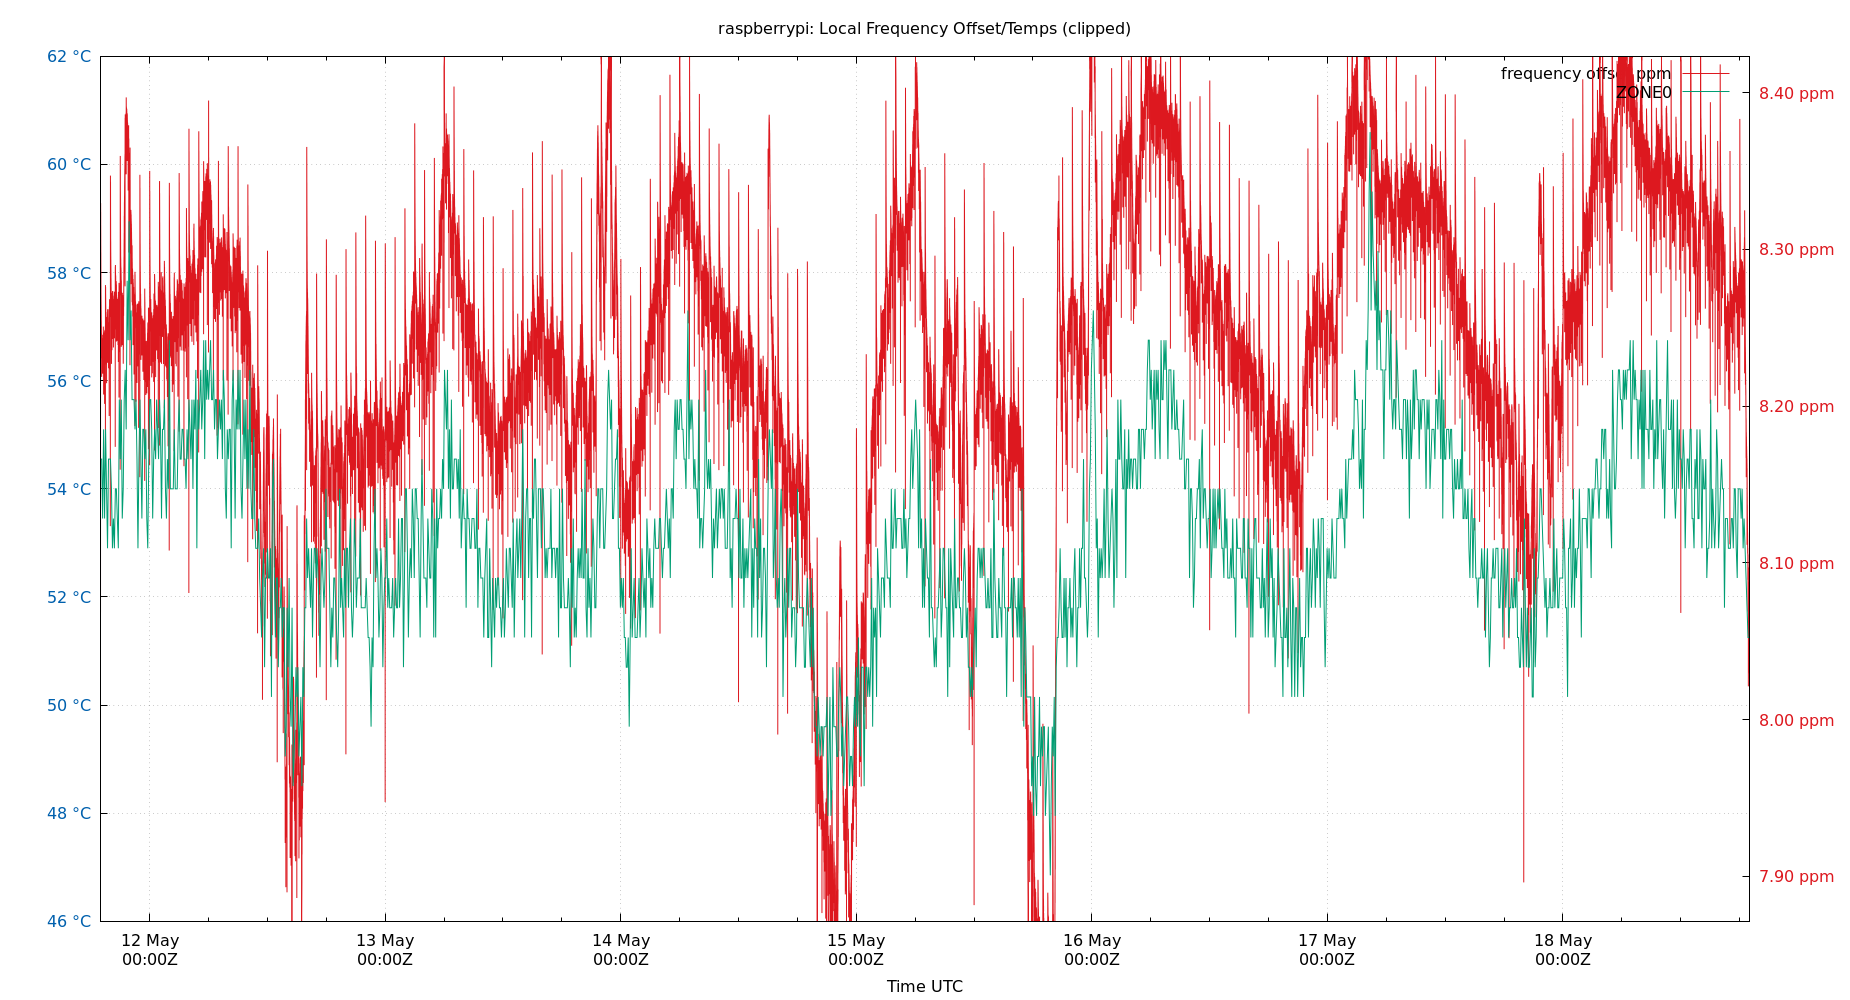 raspberrypi: Local Frequency Offset/Temps (clipped)
62 °C
60 °C
58 °C
56 °C
54 °C
52 °C
50 °C
48 °C
46 °C
frequency offset ppm
ZONE0
8.40 ppm
8.30 ppm
8.20 ppm
8.10 ppm
8.00 ppm
7.90 ppm
12 May 13 May 14 May 15 May 16 May 17 May 18 May
00:00Z 00:00Z 00:00Z 00:00Z 00:00Z 00:00Z 00:00Z
Time UTC